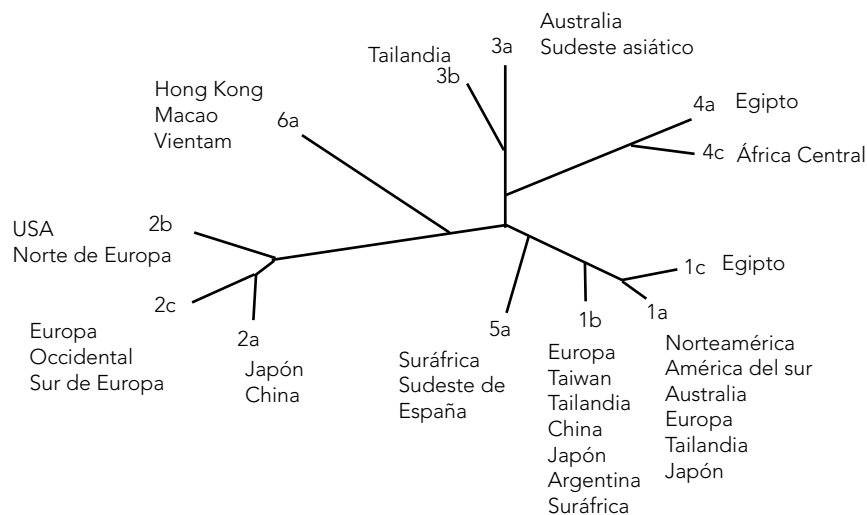 Australia
Sudeste asiático
3a
Tailandia
3b
Hong Kong
Macao
Vientam
6a
4a
Egipto
4c
África Central
USA
Norte de Europa
2b
2c
Europa
Occidental
Sur de Europa
2a
Japón
China
5a
Suráfrica
Sudeste de
España
1b
Europa
Taiwan
Tailandia
China
Japón
Argentina
Suráfrica
1c
Egipto
1a
Norteamérica
América del sur
Australia
Europa
Tailandia
Japón